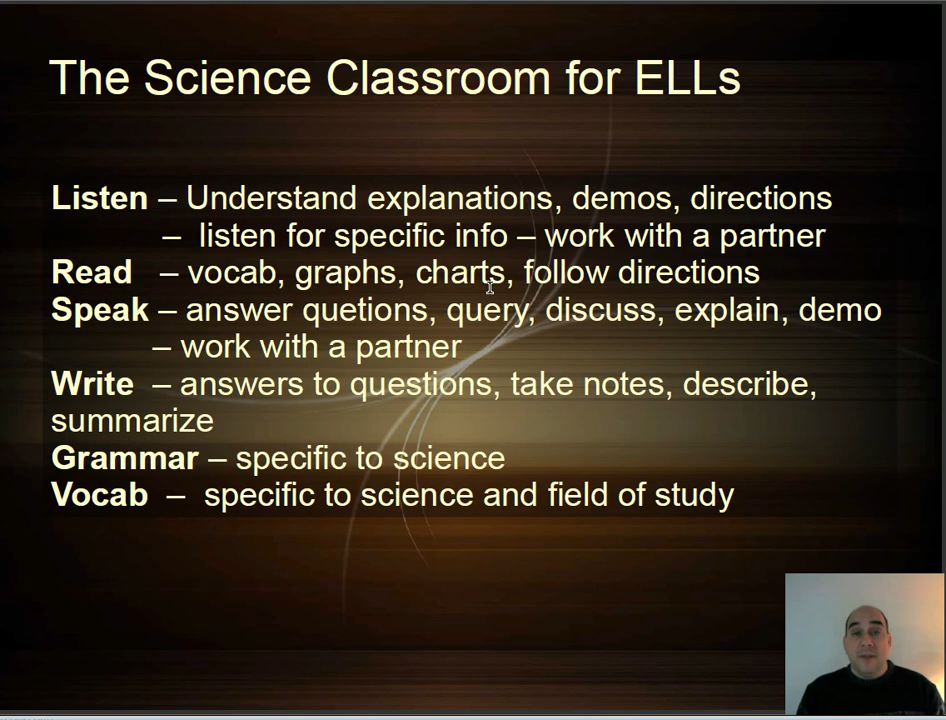 The Science Classroom for ELLs
Listen – Understand explanations, demos, directions
– listen for specific info – work with a partner
Read – vocab, graphs, charts, follow directions
Speak – answer quetions, query, discuss, explain, demo
– work with a partner
Write – answers to questions, take notes, describe,
summarize
Grammar – specific to science
Vocab – specific to science and field of study